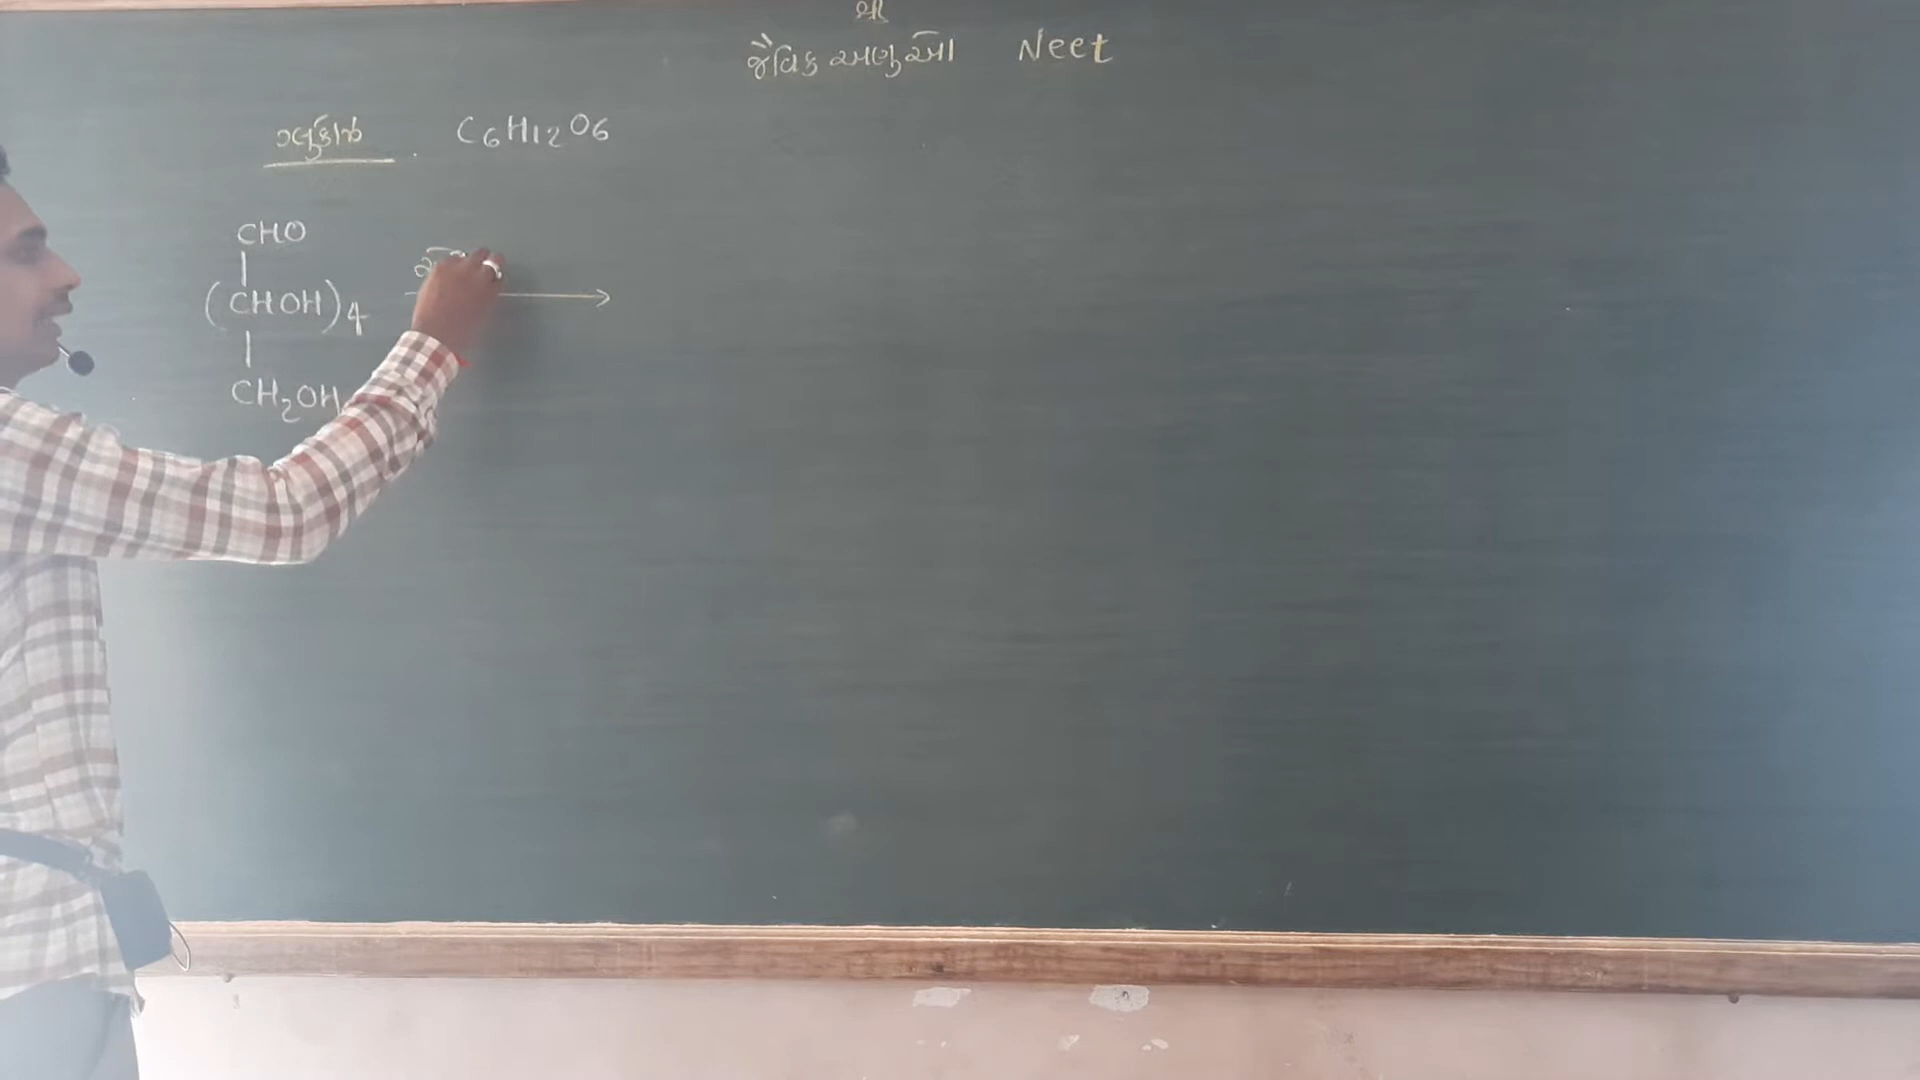 શ્રી
જૈવિક અણુઓ Neet
ગ્લુકોઝ C6H12O6
CHO
|
(CHOH)4
|
CH2OH